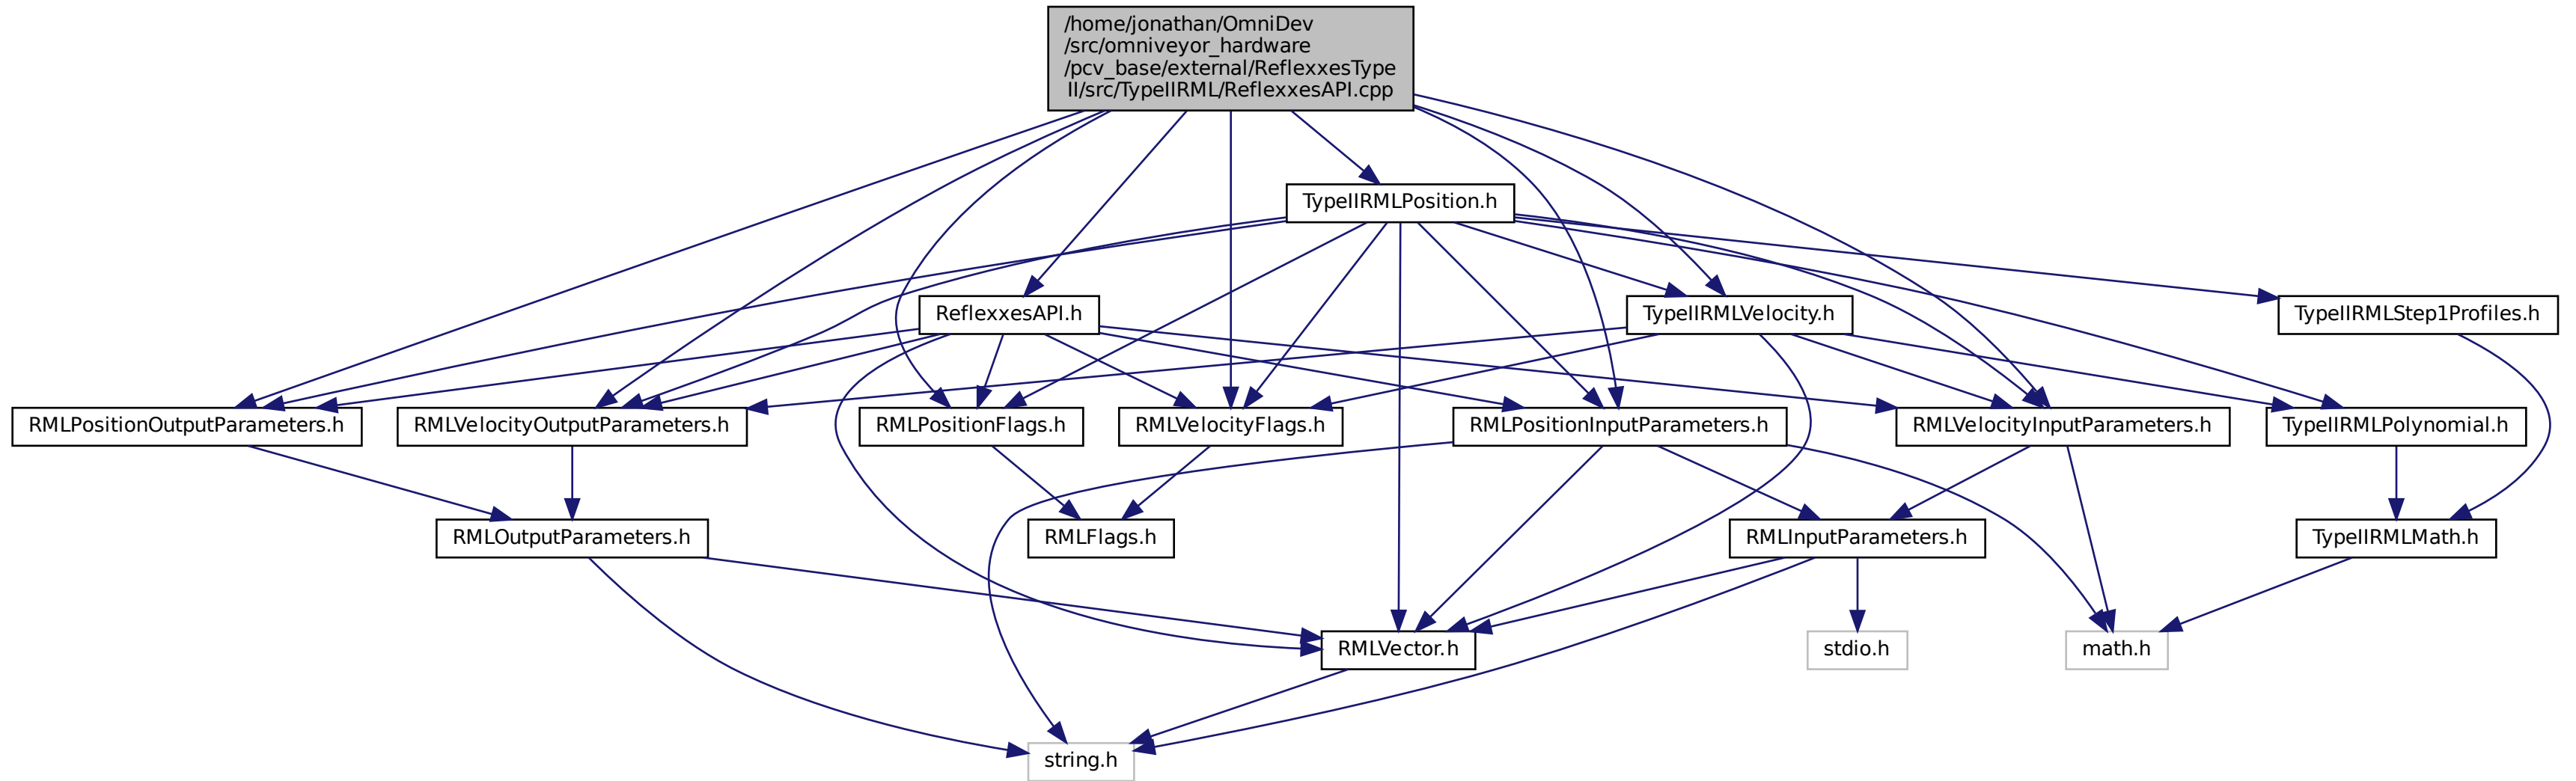 /home/jonathan/OmniDev
/src/omniveyor_hardware
/pcv_base/external/ReflexxesType
II/src/TypeIIRML/ReflexxesAPI.cpp
TypeIIRMLPosition.h
ReflexxesAPI.h
TypeIIRMLVelocity.h
TypeIIRMLStep1Profiles.h
RMLPositionOutputParameters.h
RMLVelocityOutputParameters.h
RMLPositionFlags.h
RMLVelocityFlags.h
RMLPositionInputParameters.h
RMLVelocityInputParameters.h
TypeIIRMLPolynomial.h
RMLOutputParameters.h
RMLFlags.h
RMLInputParameters.h
TypeIIRMLMath.h
RMLVector.h
stdio.h
math.h
string.h